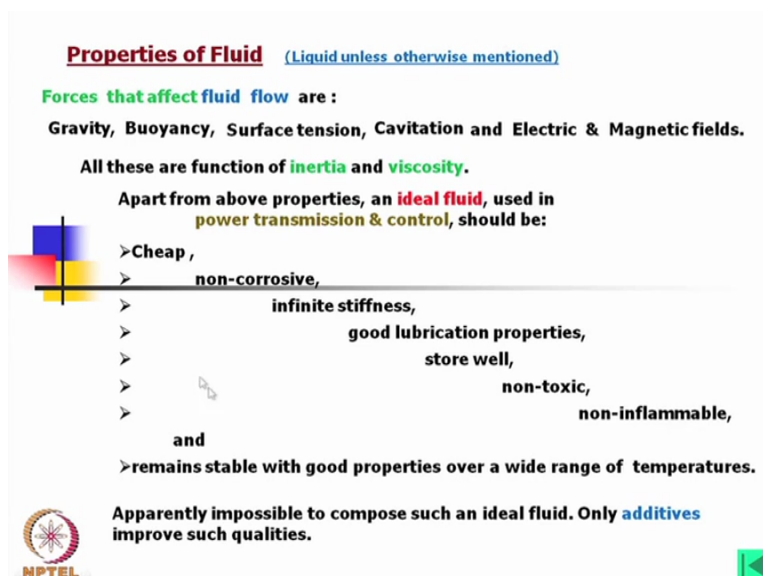 Properties of Fluid (Liquid unless otherwise mentioned)
Forces that affect fluid flow are :
Gravity, Buoyancy, Surface tension, Cavitation and Electric & Magnetic fields.
All these are function of inertia and viscosity.
Apart from above properties, an ideal fluid, used in
power transmission & control, should be:
➢Cheap ,
➢ non-corrosive,
➢ infinite stiffness,
➢ good lubrication properties,
➢ store well,
➢ non-toxic,
➢ non-inflammable,
and
➢remains stable with good properties over a wide range of temperatures.
Apparently impossible to compose such an ideal fluid. Only additives
improve such qualities.
NPTEL